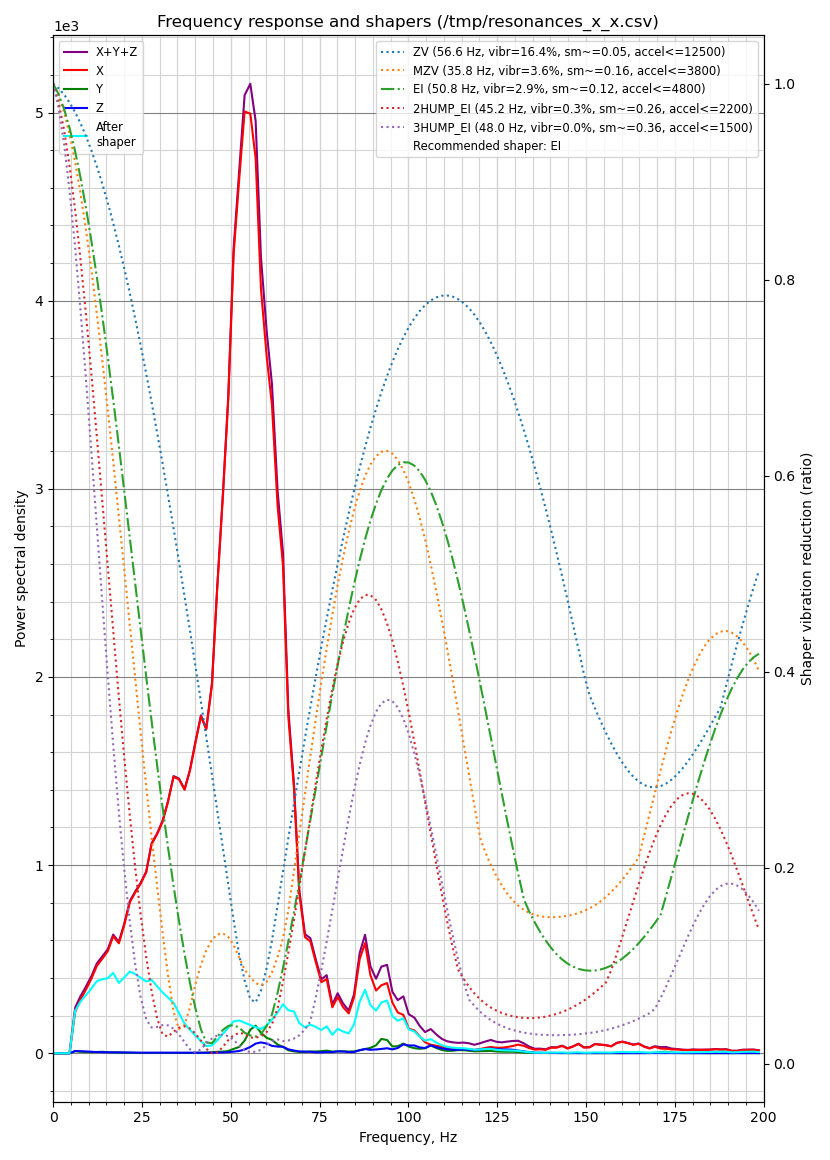 Frequency response and shapers (/tmp/resonances_x_x.csv)
1e3
X+Y+Z
X
Y
Z
After
shaper
ZV (56.6 Hz, vibr=16.4%, sm~=0.05, accel<=12500)
MZV (35.8 Hz, vibr=3.6%, sm~=0.16, accel<=3800)
EI (50.8 Hz, vibr=2.9%, sm~=0.12, accel<=4800)
2HUMP_EI (45.2 Hz, vibr=0.3%, sm~=0.26, accel<=2200)
3HUMP_EI (48.0 Hz, vibr=0.0%, sm~=0.36, accel<=1500)
Recommended shaper: EI
5
4
3
2
1
0
Power spectral density
1.0
0.8
0.6
0.4
0.2
0.0
Shaper vibration reduction (ratio)
0 25 50 75 100 125 150 175 200
Frequency, Hz